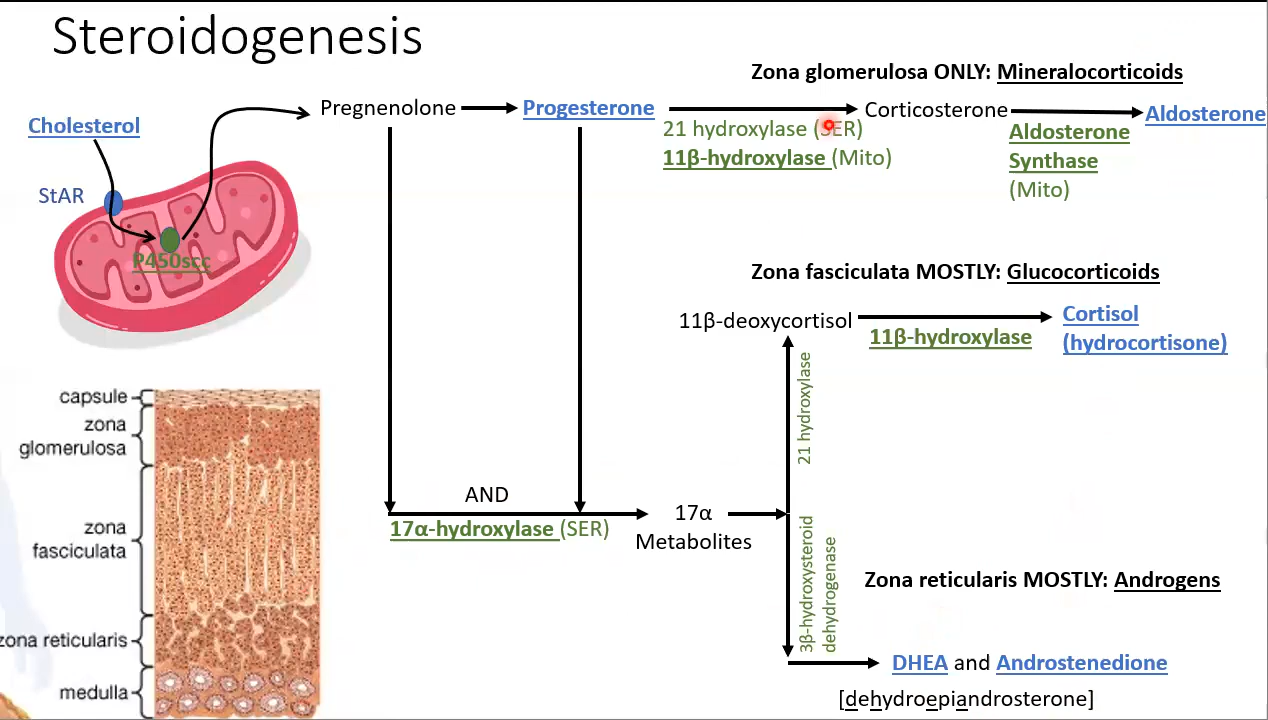 Steroidogenesis
Zona glomerulosa ONLY: Mineralocorticoids
Cholesterol
Pregnenolone
Progesterone
Corticosterone
Aldosterone
21 hydroxylase (SER)
11β-hydroxylase (Mito)
Aldosterone
Synthase
(Mito)
StAR
P450scc
Zona fasciculata MOSTLY: Glucocorticoids
11β-deoxycortisol
11β-hydroxylase
Cortisol
(hydrocortisone)
21 hydroxylase
capsule
zona
glomerulosa
zona
fasciculata
zona reticularis
medulla
AND
17α-hydroxylase (SER)
17α
Metabolites
3β-hydroxysteroid
dehydrogenase
Zona reticularis MOSTLY: Androgens
DHEA and Androstenedione
[dehydroepiandrosterone]